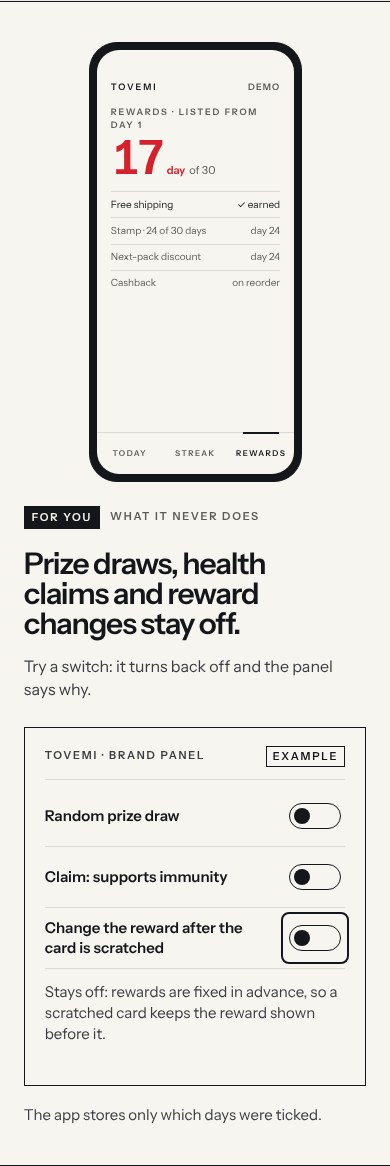 TOVEMI DEMO
REWARDS · LISTED FROM
DAY 1
17 day of 30
Free shipping ✓ earned
Stamp · 24 of 30 days day 24
Next-pack discount day 24
Cashback on reorder
TODAY STREAK REWARDS
FOR YOU WHAT IT NEVER DOES
Prize draws, health
claims and reward
changes stay off.
Try a switch: it turns back off and the panel
says why.
TOVEMI · BRAND PANEL EXAMPLE
Random prize draw
Claim: supports immunity
Change the reward after the
card is scratched
Stays off: rewards are fixed in advance, so a
scratched card keeps the reward shown
before it.
The app stores only which days were ticked.